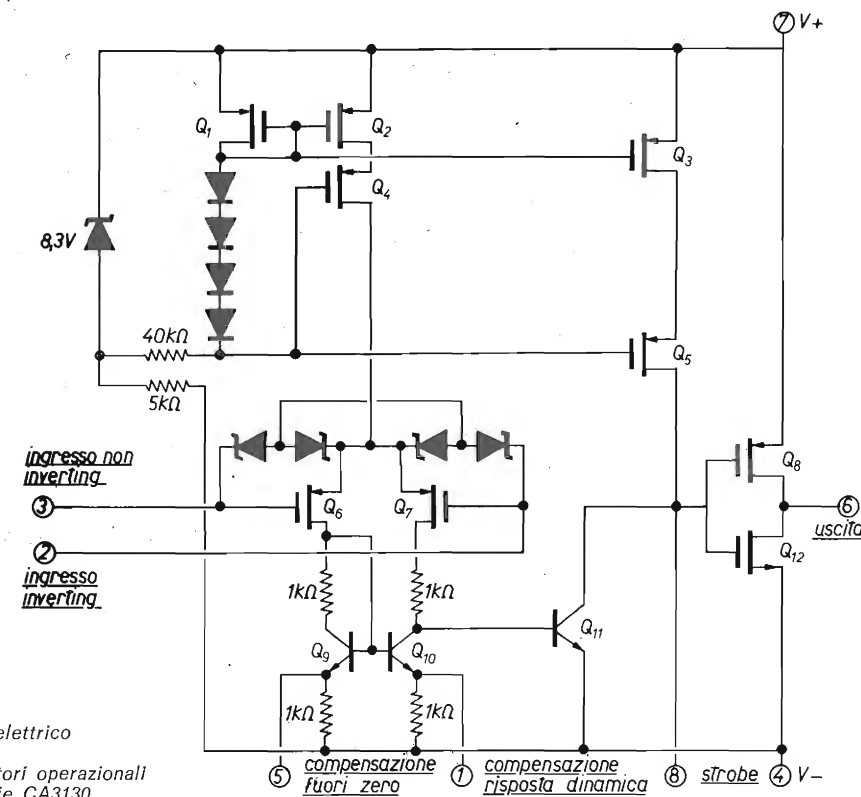 7 V+
Q1
Q2
Q3
Q4
8,3V
40kΩ
5kΩ
Q5
ingresso non
inverting
3
Q6
Q7
Q8
6
uscita
2
ingresso
inverting
Q12
1kΩ
1kΩ
Q11
Q9
Q10
1kΩ
1kΩ
elettrico
5
compensazione
fuori zero
1
compensazione
risposta dinamica
8
strobe
4 V-
tori operazionali
ie CA3130